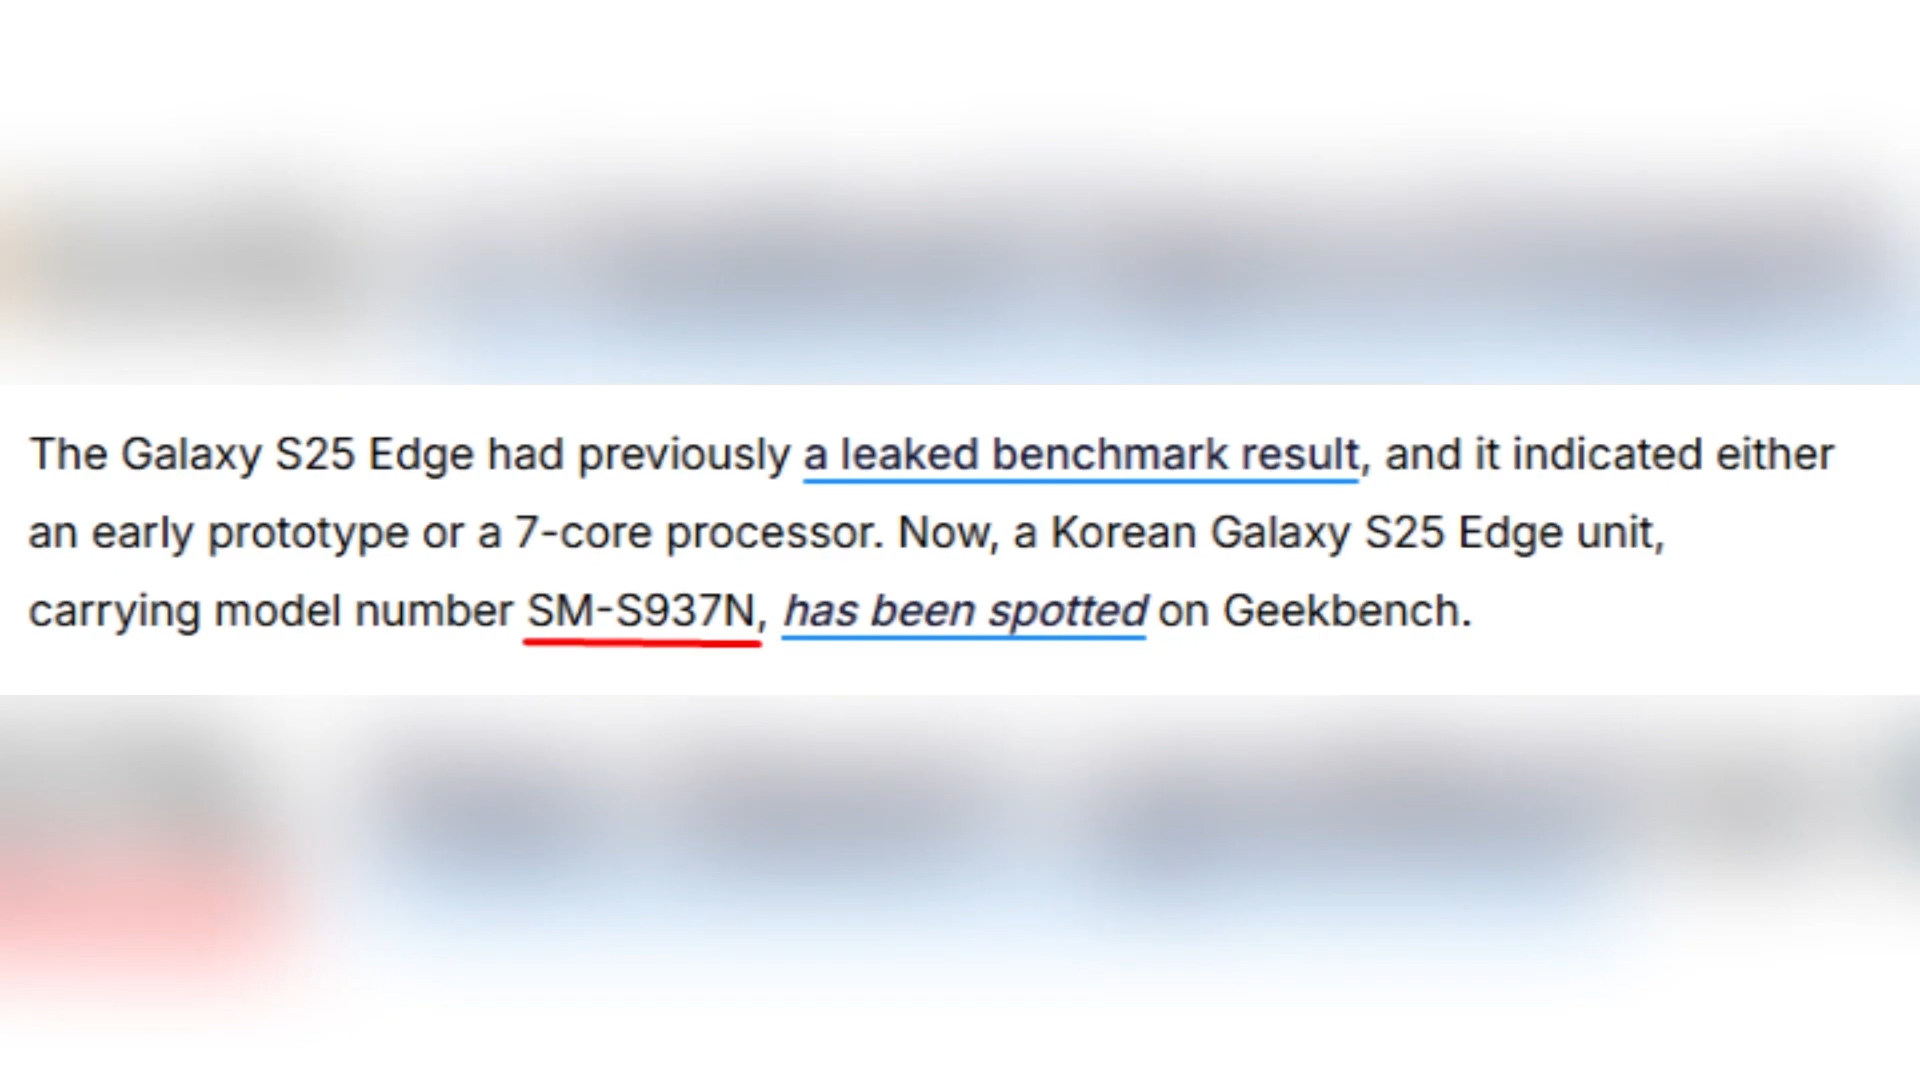 The Galaxy S25 Edge had previously a leaked benchmark result, and it indicated either
an early prototype or a 7-core processor. Now, a Korean Galaxy S25 Edge unit,
carrying model number SM-S937N, has been spotted on Geekbench.